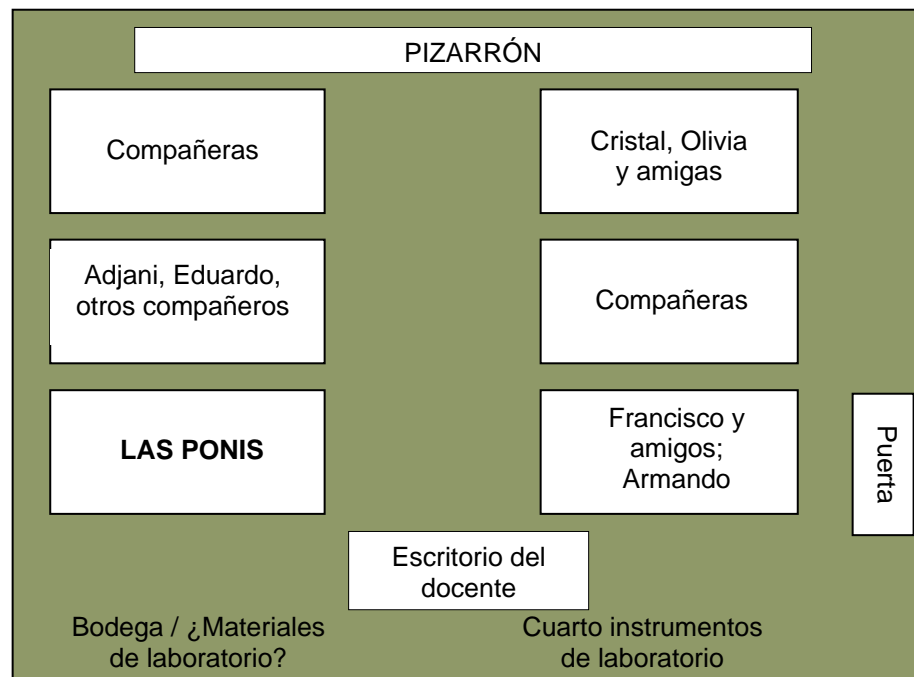 PIZARRÓN
Compañeras
Cristal, Olivia
y amigas
Adjani, Eduardo,
otros compañeros
Compañeras
LAS PONIS
Francisco y
amigos;
Armando
Puerta
Escritorio del
docente
Bodega / ¿Materiales
de laboratorio?
Cuarto instrumentos
de laboratorio